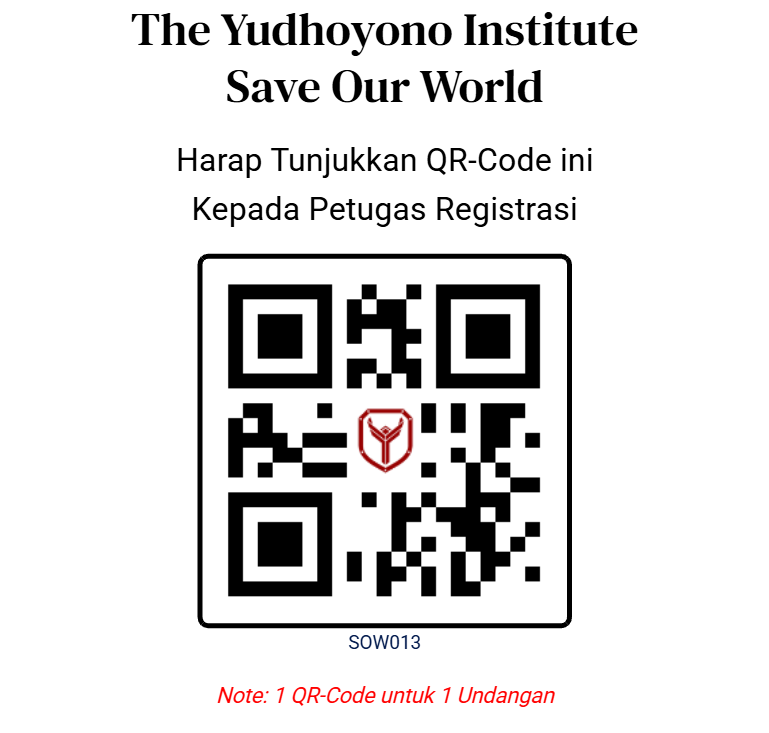 The Yudhoyono Institute
Save Our World
Harap Tunjukkan QR-Code ini
Kepada Petugas Registrasi
SOW013
Note: 1 QR-Code untuk 1 Undangan